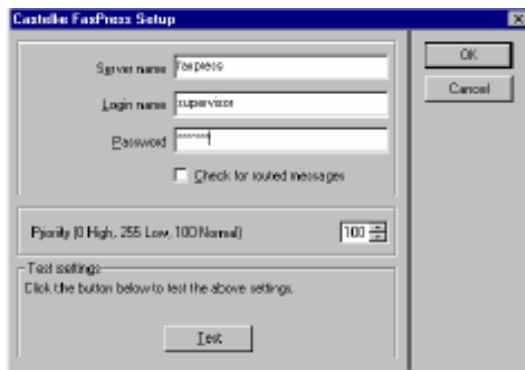 Castelle FaxPress Setup
Server name faxpress
Login name supervisor
Password *******
Check for routed messages
Priority (0 High, 255 Low, 100 Normal) 100
Test settings
Click the button below to test the above settings.
Test
OK
Cancel